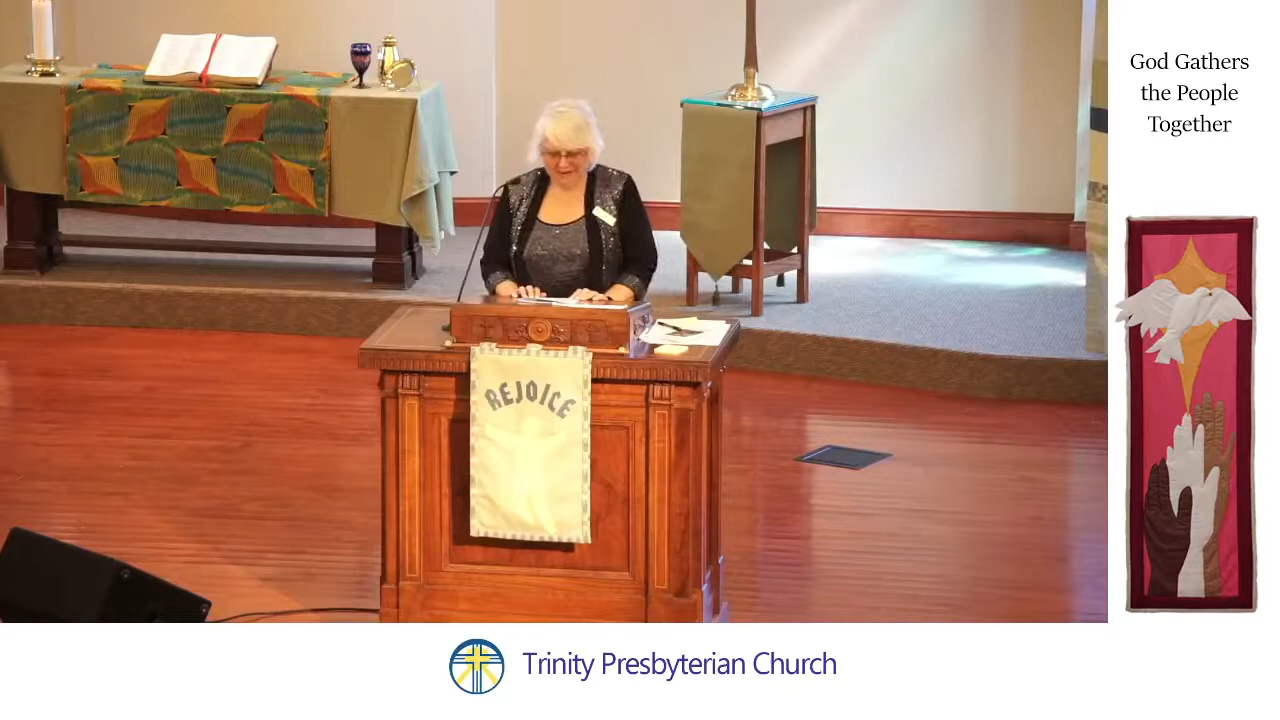 God Gathers
the People
Together
REJOICE
Trinity Presbyterian Church